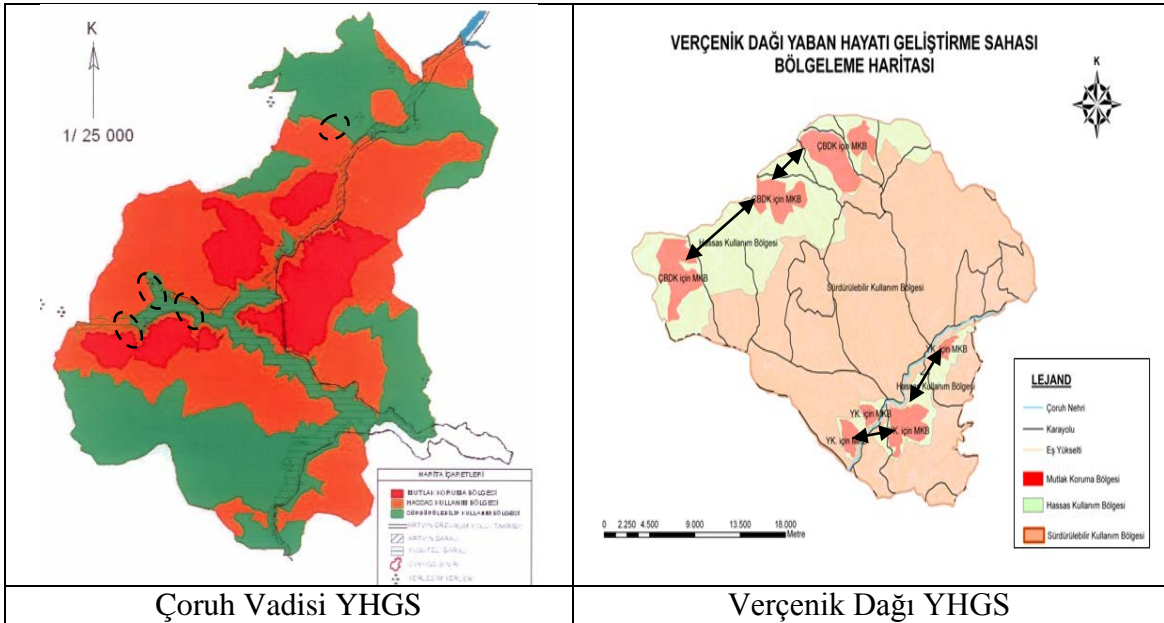 K
1/ 25 000
HARİTA İŞARETLERİ
MUTLAK KORUMA BÖLGESİ
HASSAS KULLANIM BÖLGESİ
SÜRDÜRÜLEBİLİR KULLANIM BÖLGESİ
ARTVİN BARAJI
YUSUFELİ BARAJI
YERLEŞİM YERLERİ
Çoruh Vadisi YHGS
VERÇENİK DAĞI YABAN HAYATI GELİŞTİRME SAHASI
BÖLGELEME HARİTASI
K
ÇBDK için MKB
ÇBDK için MKB
Hassas Kullanım Bölgesi
ÇBDK için MKB
Sürdürülebilir Kullanım Bölgesi
YK. için MKB
Hassas Kullanım Bölgesi
YK. için MKB
YK. için MKB
için MKB
LEJAND
Çoruh Nehri
Karayolu
Eş Yükselti
Mutlak Koruma Bölgesi
Hassas Kullanım Bölgesi
Sürdürülebilir Kullanım Bölgesi
0 2.250 4.500 9.000 13.500 18.000
Metre
Verçenik Dağı YHGS